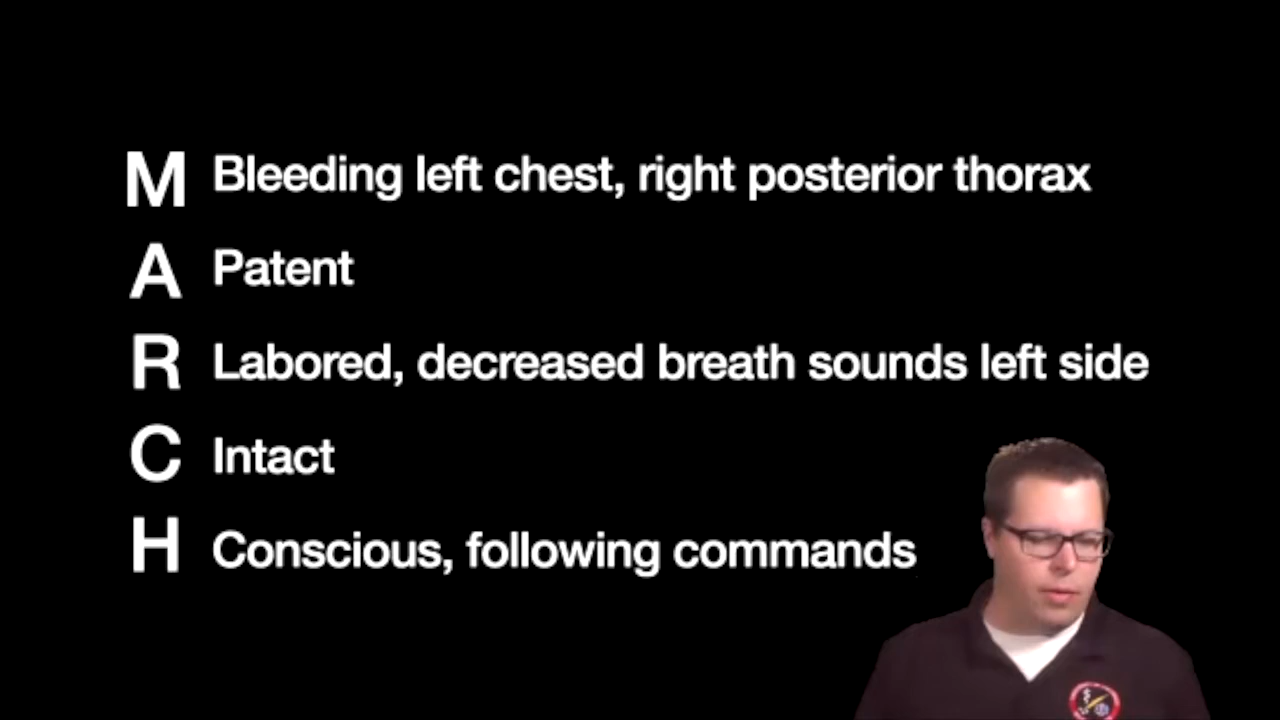 M Bleeding left chest, right posterior thorax
A Patent
R Labored, decreased breath sounds left side
C Intact
H Conscious, following commands